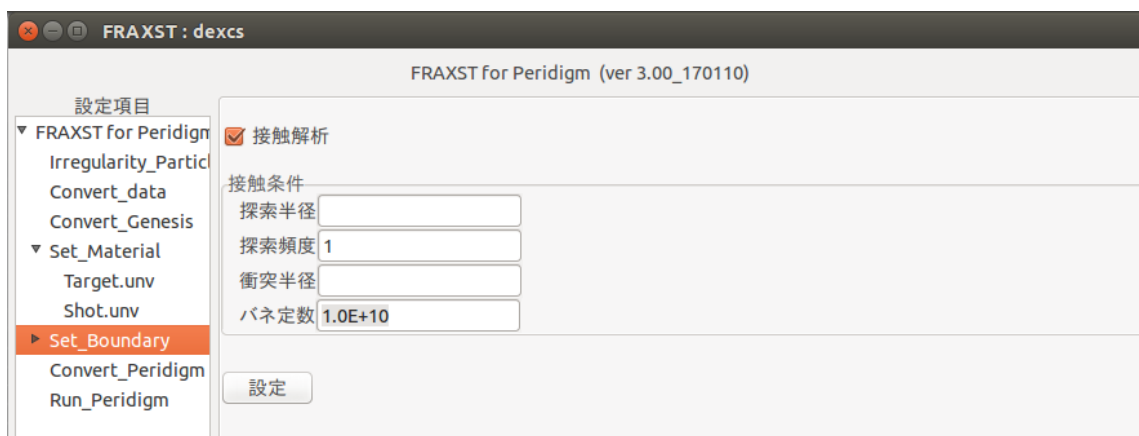 FRAXST : dexcs
FRAXST for Peridigm (ver 3.00_170110)
設定項目
FRAXST for Peridigm
Irregularity_Partic
Convert_data
Convert_Genesis
Set_Material
Target.unv
Shot.unv
Set_Boundary
Convert_Peridigm
Run_Peridigm
接触解析
接触条件
探索半径
探索頻度 1
衝突半径
バネ定数 1.0E+10
設定